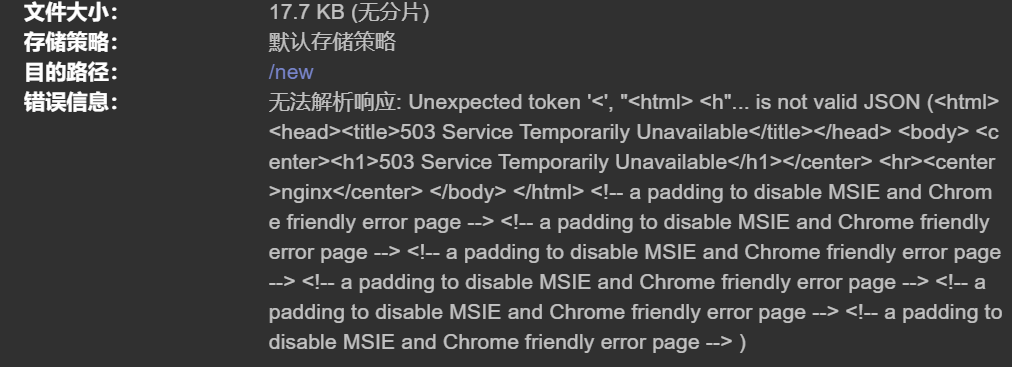 文件大小： 17.7 KB (无分片)
存储策略： 默认存储策略
目的路径： /new
错误信息： 无法解析响应: Unexpected token '<', "<html> <h"... is not valid JSON (<html>
<head><title>503 Service Temporarily Unavailable</title></head> <body> <c
enter><h1>503 Service Temporarily Unavailable</h1></center> <hr><center
>nginx</center> </body> </html> <!-- a padding to disable MSIE and Chrom
e friendly error page --> <!-- a padding to disable MSIE and Chrome friendly
error page --> <!-- a padding to disable MSIE and Chrome friendly error page
--> <!-- a padding to disable MSIE and Chrome friendly error page --> <!-- a
padding to disable MSIE and Chrome friendly error page --> <!-- a padding to
disable MSIE and Chrome friendly error page --> )